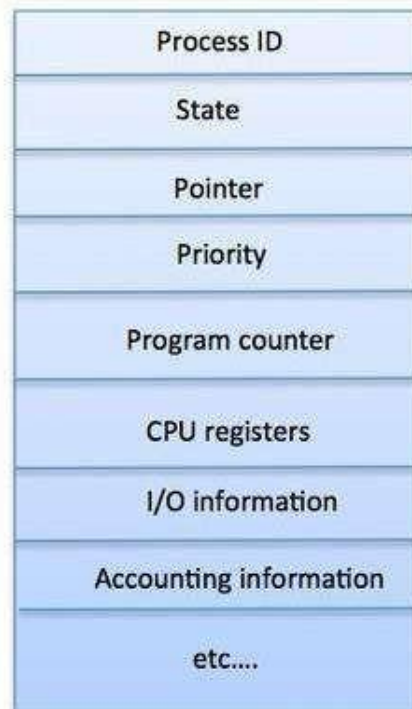 Process ID
State
Pointer
Priority
Program counter
CPU registers
I/O information
Accounting information
etc....